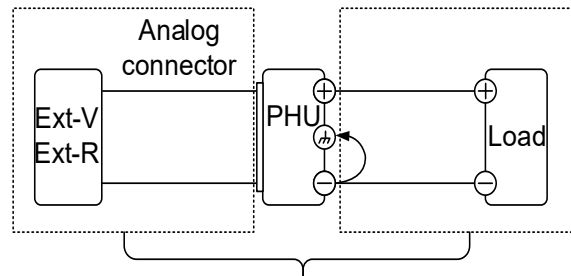 Analog
connector
Ext-V
Ext-R
PHU
Load
+
+
-
-